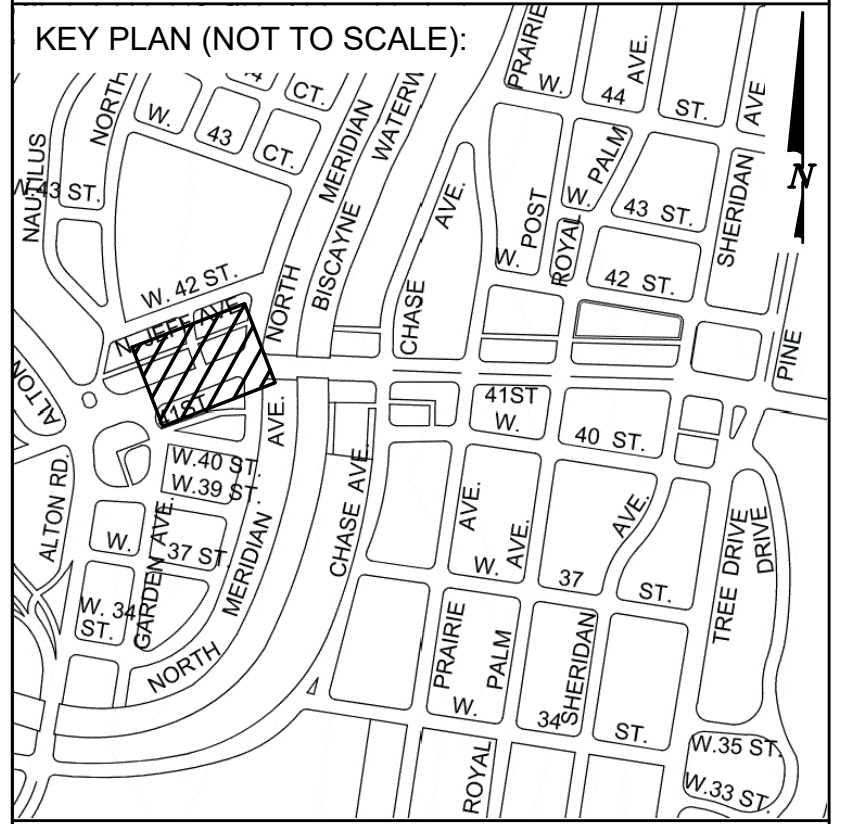 KEY PLAN (NOT TO SCALE):
PRAIRIE
W. 44 ST.
AVE.
AVE
NORTH
CT.
W. 43 CT.
MERIDIAN
WATERW
NAUTILUS
W.43 ST.
N
PALM
W. 43 ST.
SHERIDAN
AVE.
POST
W. 42 ST.
ROYAL
BISCAYNE
NORTH
W. 42 ST.
N JEFF AVE
CHASE
PINE
ALTON
41ST
41ST
W. 40 ST.
AVE.
W.40 ST.
W.39 ST.
ALTON RD.
CHASE AVE.
AVE.
AVE.
AVE.
GARDEN AVE.
MERIDIAN
W. 37 ST.
W. 37 ST.
TREE DRIVE
DRIVE
W. 34
ST.
NORTH
PRAIRIE
PALM
SHERIDAN
W. 34 ST.
ROYAL
W.35 ST.
W.33 ST.